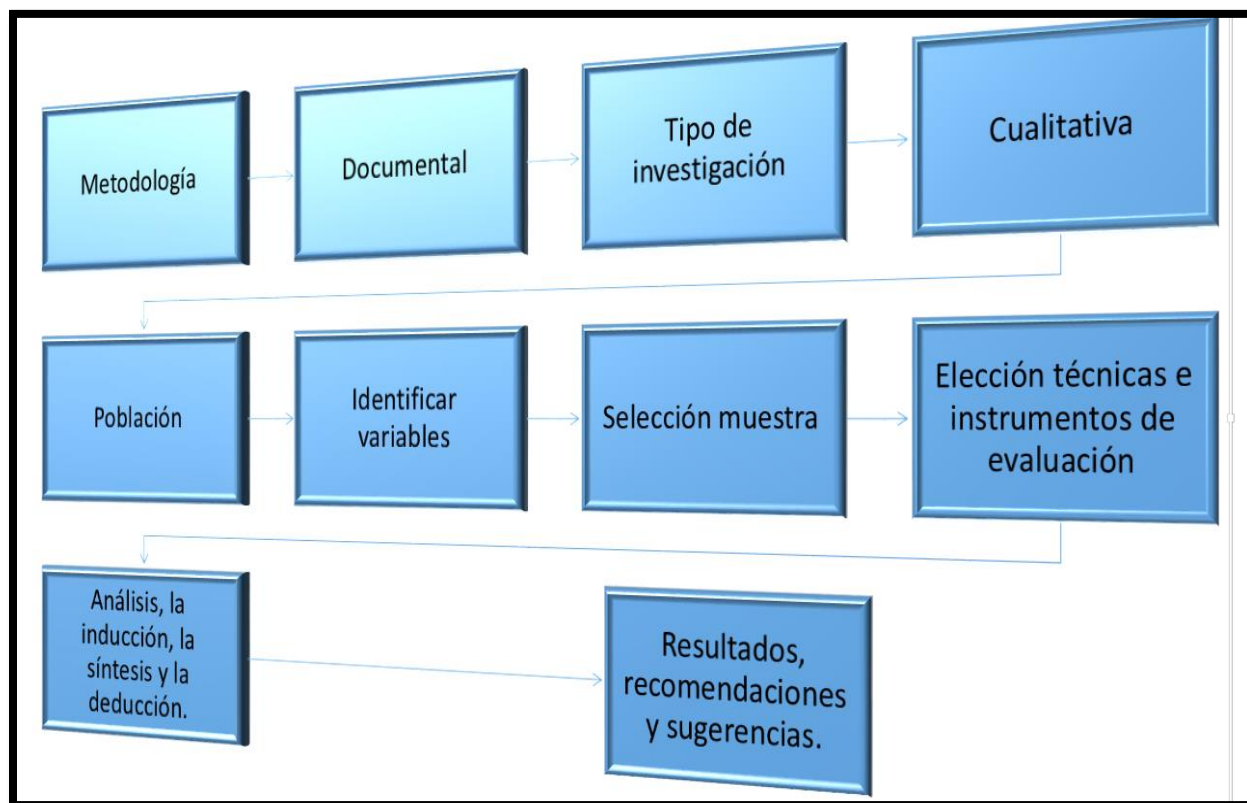 Metodología
Documental
Tipo de
investigación
Cualitativa
Población
Identificar
variables
Selección muestra
Elección técnicas e
instrumentos de
evaluación
Análisis, la
inducción, la
síntesis y la
deducción.
Resultados,
recomendaciones
y sugerencias.